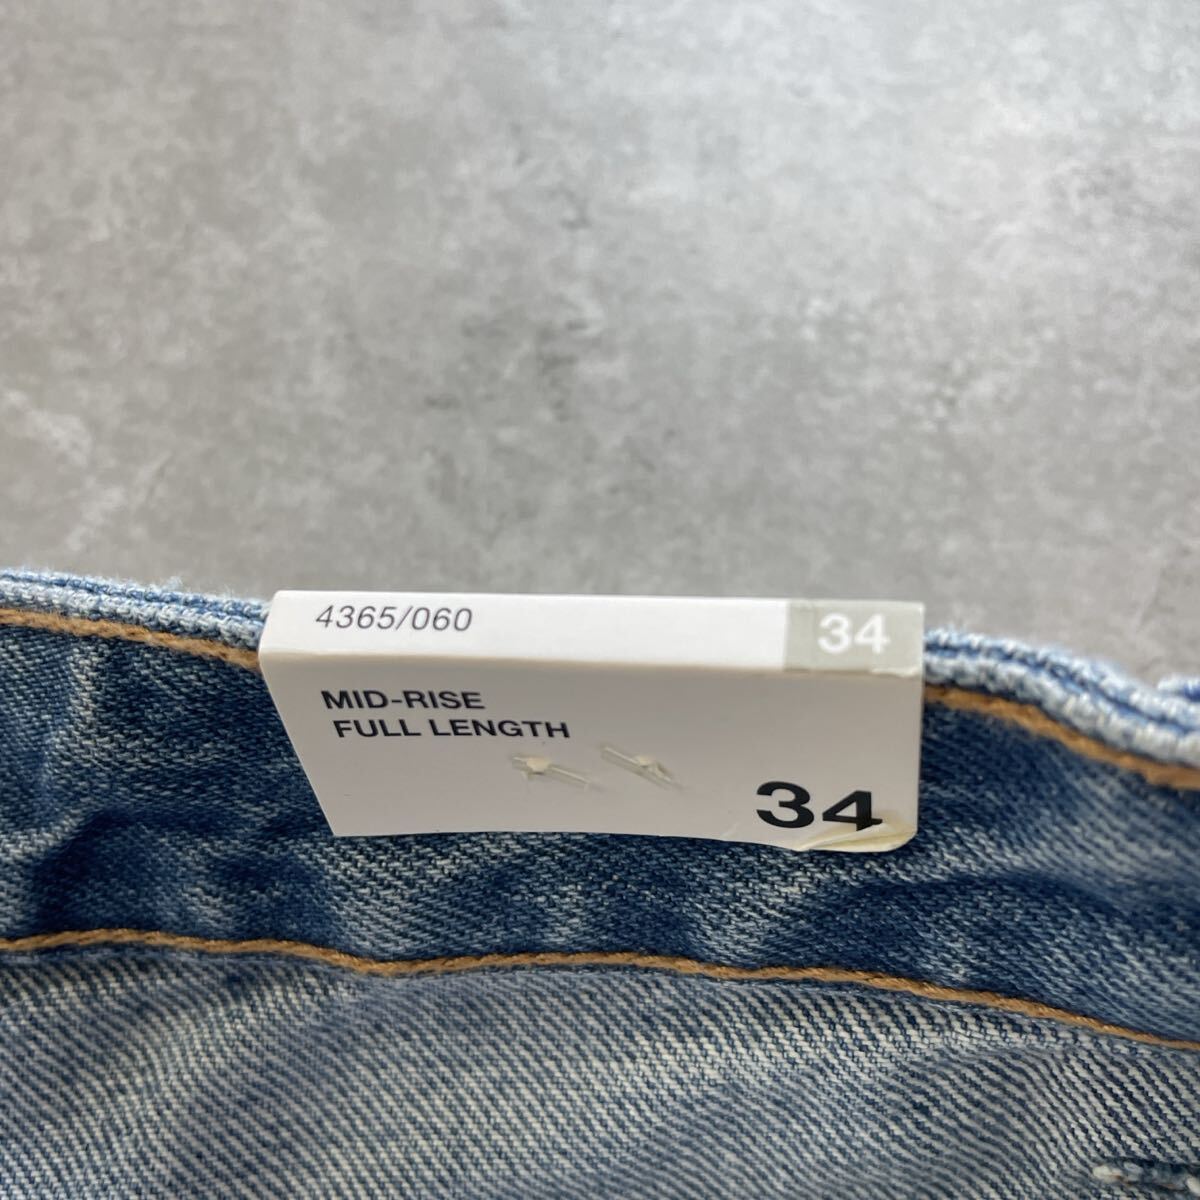 4365/060 34
MID-RISE
FULL LENGTH
34